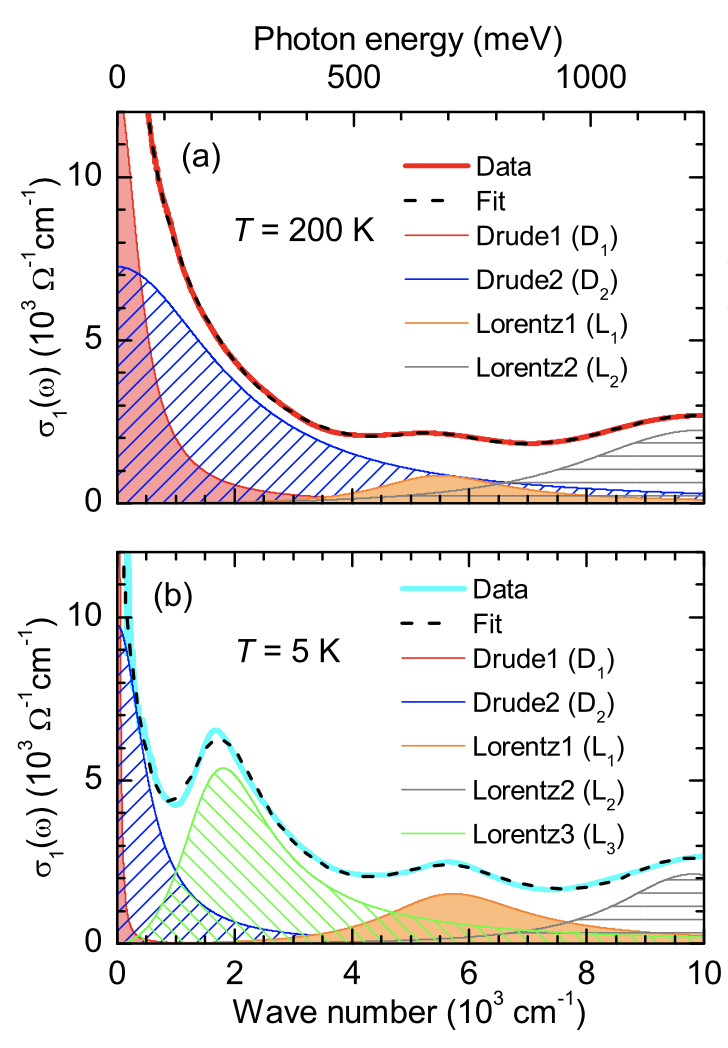 Photon energy (meV)
0 500 1000
(a)
10
5
0
T = 200 K
Data
Fit
Drude1 (D₁)
Drude2 (D₂)
Lorentz1 (L₁)
Lorentz2 (L₂)
σ₁(ω) (10³ Ω⁻¹cm⁻¹)
(b)
10
5
0
T = 5 K
Data
Fit
Drude1 (D₁)
Drude2 (D₂)
Lorentz1 (L₁)
Lorentz2 (L₂)
Lorentz3 (L₃)
σ₁(ω) (10³ Ω⁻¹cm⁻¹)
0 2 4 6 8 10
Wave number (10³ cm⁻¹)